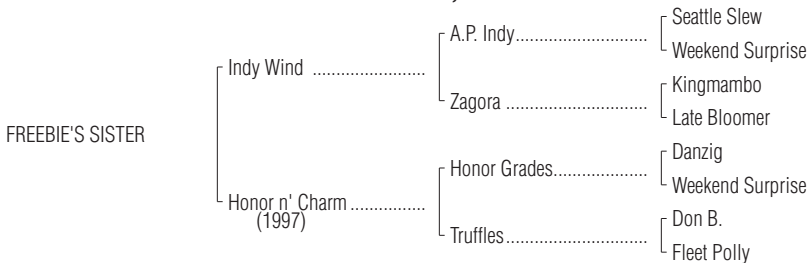 Seattle Slew
A.P. Indy..............................
Weekend Surprise
Indy Wind .........................
Kingmambo
Zagora ................................
Late Bloomer
FREEBIE'S SISTER
Danzig
Honor Grades.....................
Weekend Surprise
Honor n' Charm .................
(1997)
Don B.
Truffles................................
Fleet Polly